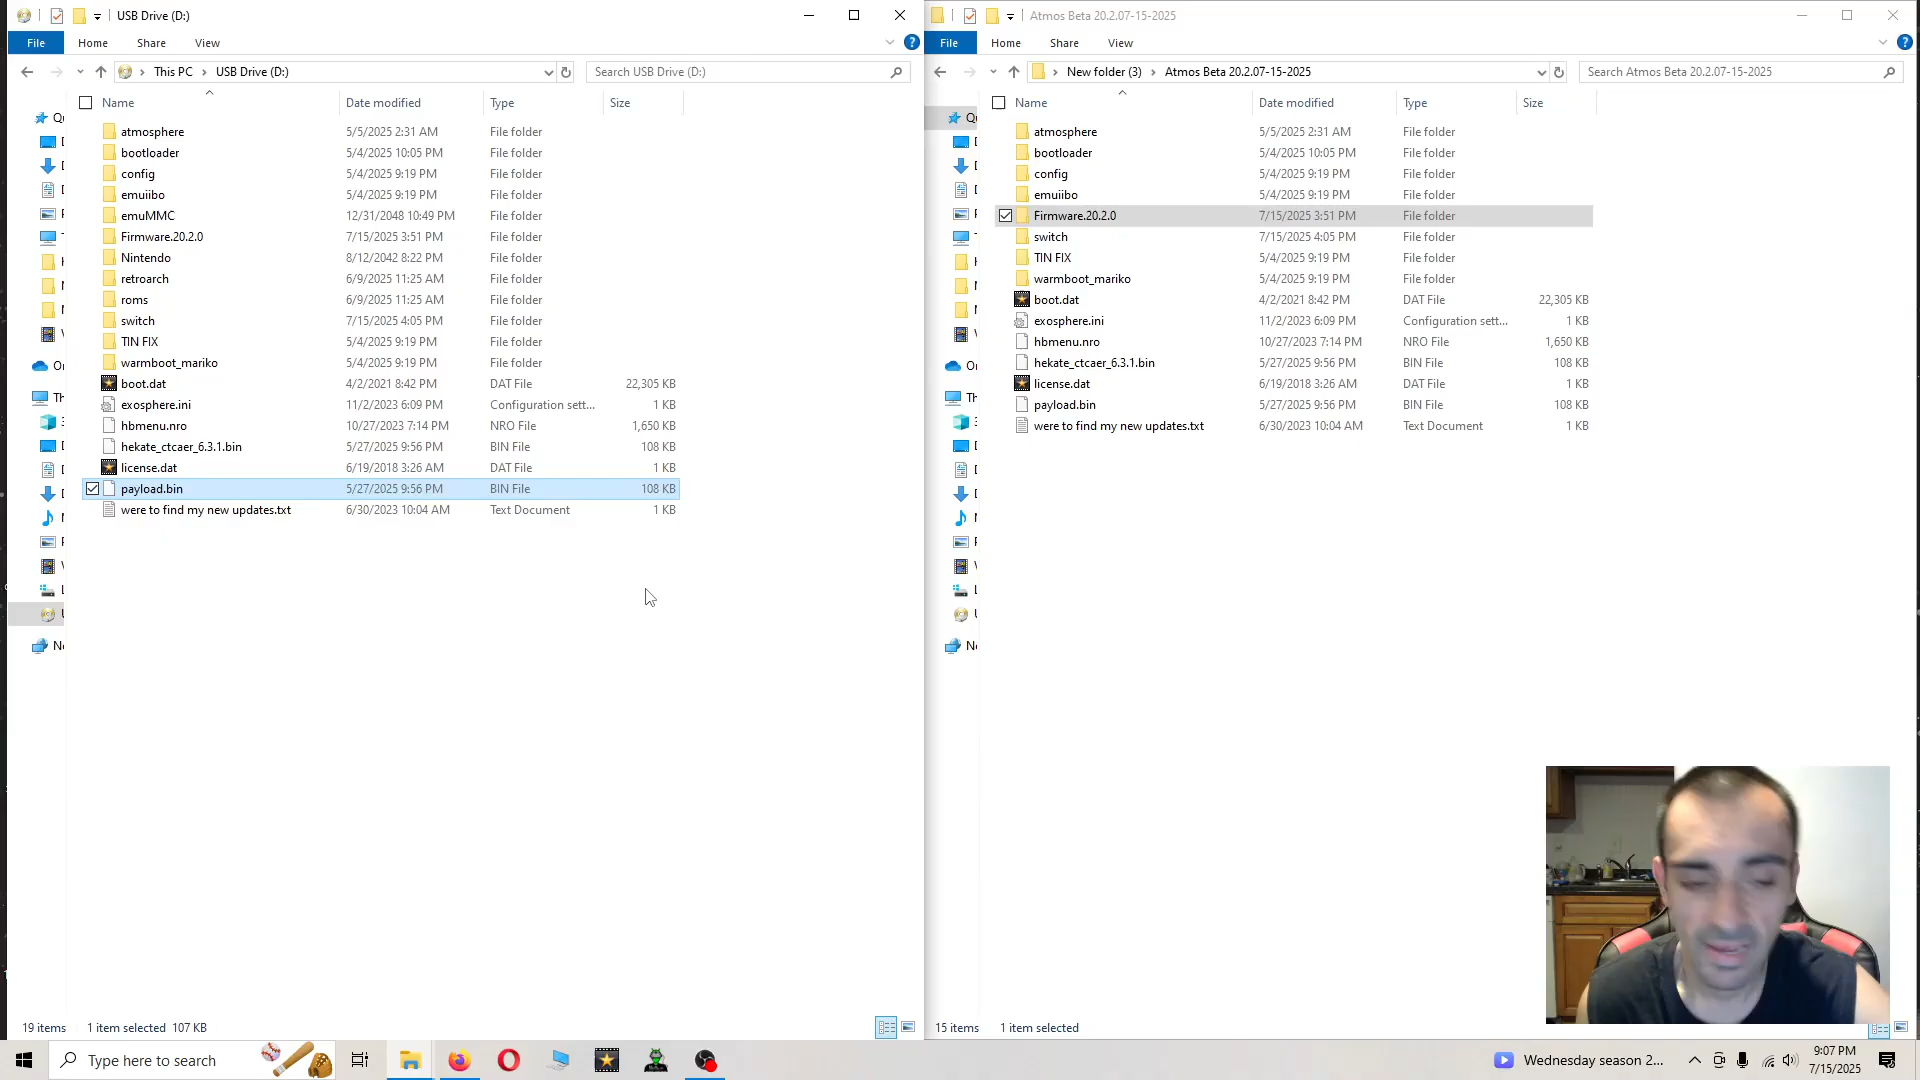 USB Drive (D:)
File Home Share View
This PC › USB Drive (D:)
Search USB Drive (D:)
Name Date modified Type Size
atmosphere 5/5/2025 2:31 AM File folder
bootloader 5/4/2025 10:05 PM File folder
config 5/4/2025 9:19 PM File folder
emuiibo 5/4/2025 9:19 PM File folder
emuMMC 12/31/2048 10:49 PM File folder
Firmware.20.2.0 7/15/2025 3:51 PM File folder
Nintendo 8/12/2042 8:22 PM File folder
retroarch 6/9/2025 11:25 AM File folder
roms 6/9/2025 11:25 AM File folder
switch 7/15/2025 4:05 PM File folder
TIN FIX 5/4/2025 9:19 PM File folder
warmboot_mariko 5/4/2025 9:19 PM File folder
boot.dat 4/2/2021 8:42 PM DAT File 22,305 KB
exosphere.ini 11/2/2023 6:09 PM Configuration sett... 1 KB
hbmenu.nro 10/27/2023 7:14 PM NRO File 1,650 KB
hekate_ctcaer_6.3.1.bin 5/27/2025 9:56 PM BIN File 108 KB
license.dat 6/19/2018 3:26 AM DAT File 1 KB
payload.bin 5/27/2025 9:56 PM BIN File 108 KB
were to find my new updates.txt 6/30/2023 10:04 AM Text Document 1 KB
19 items 1 item selected 107 KB
Atmos Beta 20.2.07-15-2025
File Home Share View
New folder (3) › Atmos Beta 20.2.07-15-2025
Search Atmos Beta 20.2.07-15-2025
Name Date modified Type Size
atmosphere 5/5/2025 2:31 AM File folder
bootloader 5/4/2025 10:05 PM File folder
config 5/4/2025 9:19 PM File folder
emuiibo 5/4/2025 9:19 PM File folder
Firmware.20.2.0 7/15/2025 3:51 PM File folder
switch 7/15/2025 4:05 PM File folder
TIN FIX 5/4/2025 9:19 PM File folder
warmboot_mariko 5/4/2025 9:19 PM File folder
boot.dat 4/2/2021 8:42 PM DAT File 22,305 KB
exosphere.ini 11/2/2023 6:09 PM Configuration sett... 1 KB
hbmenu.nro 10/27/2023 7:14 PM NRO File 1,650 KB
hekate_ctcaer_6.3.1.bin 5/27/2025 9:56 PM BIN File 108 KB
license.dat 6/19/2018 3:26 AM DAT File 1 KB
payload.bin 5/27/2025 9:56 PM BIN File 108 KB
were to find my new updates.txt 6/30/2023 10:04 AM Text Document 1 KB
15 items 1 item selected
Type here to search
Wednesday season 2...
9:07 PM
7/15/2025